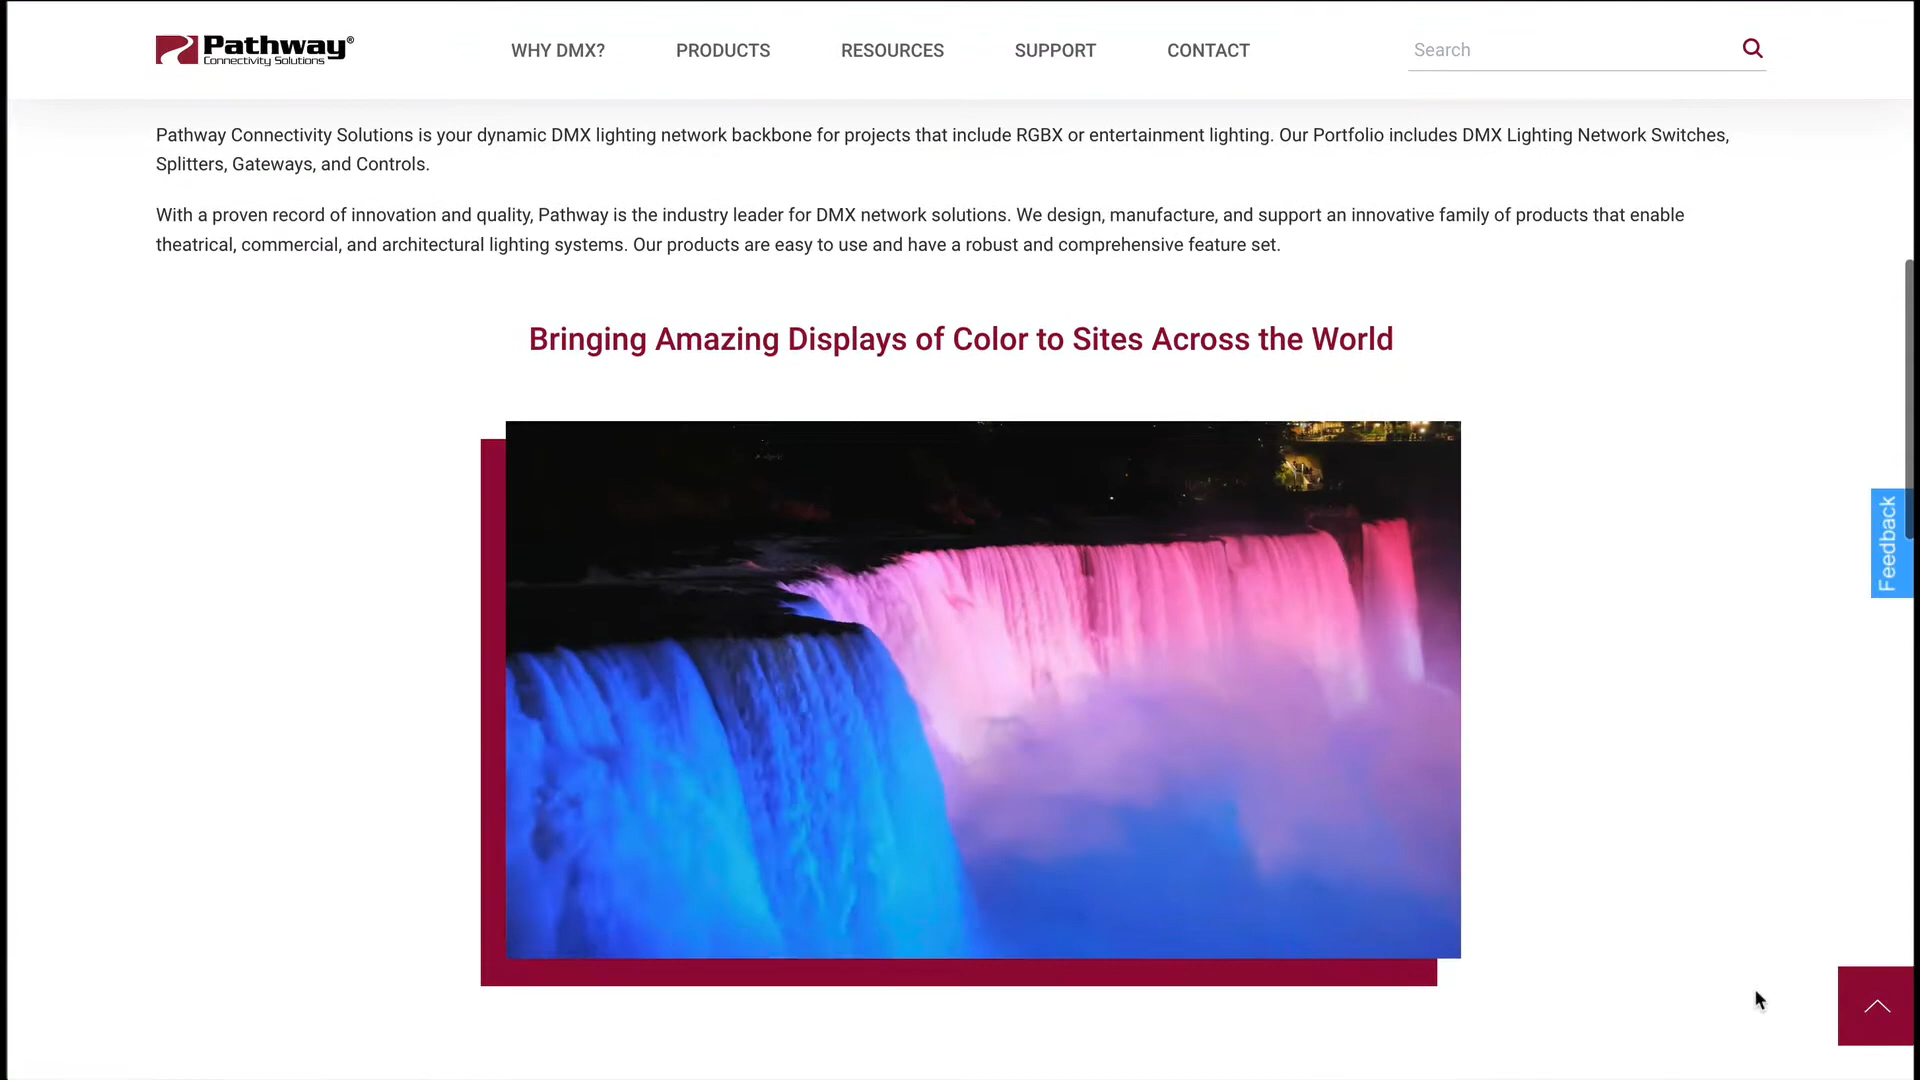 Pathway®
Connectivity Solutions
WHY DMX?
PRODUCTS
RESOURCES
SUPPORT
CONTACT
Search
Pathway Connectivity Solutions is your dynamic DMX lighting network backbone for projects that include RGBX or entertainment lighting. Our Portfolio includes DMX Lighting Network Switches,
Splitters, Gateways, and Controls.
With a proven record of innovation and quality, Pathway is the industry leader for DMX network solutions. We design, manufacture, and support an innovative family of products that enable
theatrical, commercial, and architectural lighting systems. Our products are easy to use and have a robust and comprehensive feature set.
Bringing Amazing Displays of Color to Sites Across the World
Feedback